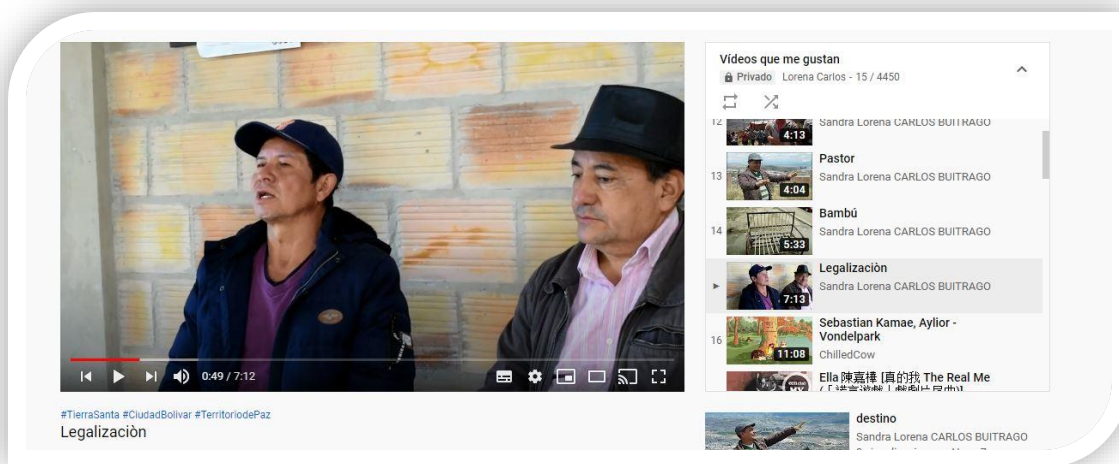 0:49 / 7:12
#TierraSanta #CiudadBolivar #TerritoriodePaz
Legalizaciòn
Vídeos que me gustan
Privado Lorena Carlos - 15 / 4450
12
4:13
Sandra Lorena CARLOS BUITRAGO
13
4:04
Pastor
Sandra Lorena CARLOS BUITRAGO
14
5:33
Bambú
Sandra Lorena CARLOS BUITRAGO
7:13
Legalizaciòn
Sandra Lorena CARLOS BUITRAGO
16
11:08
Sebastian Kamae, Aylior -
Vondelpark
ChilledCow
Ella 陳嘉樺 [真的我 The Real Me
destino
Sandra Lorena CARLOS BUITRAGO